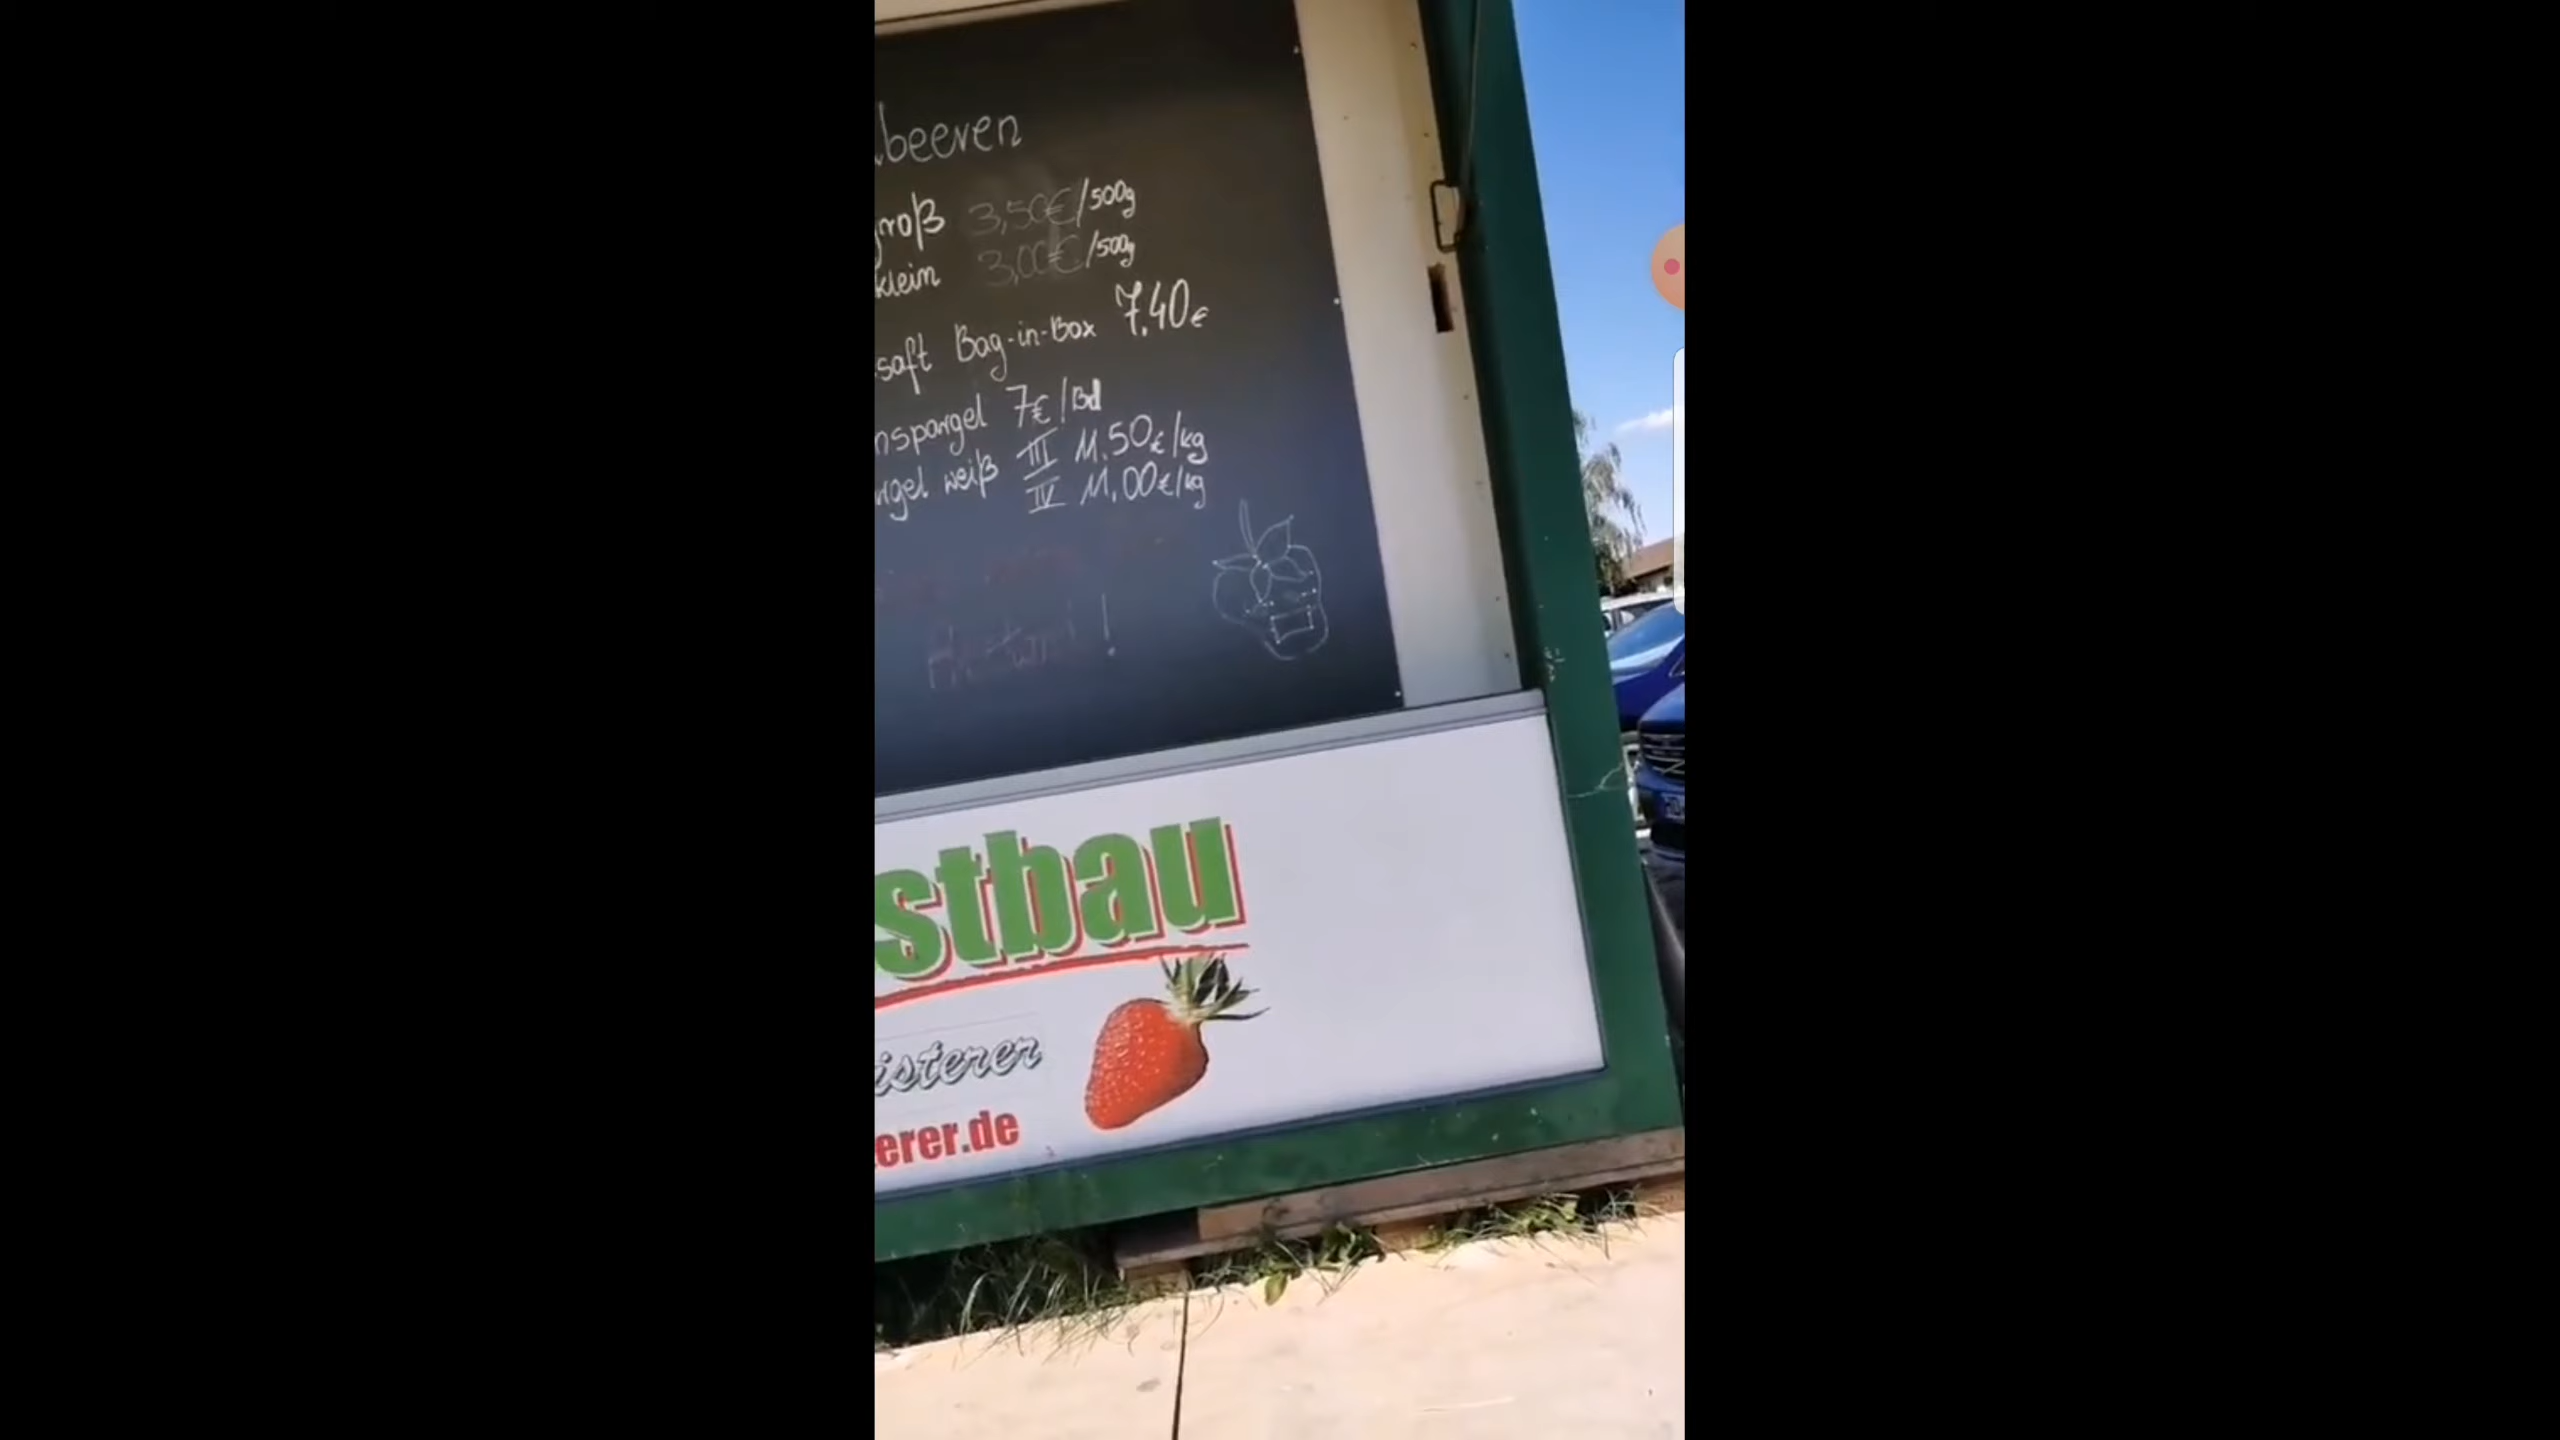 beeren
groß 3,50€/500g
klein 3,00€/500g
saft Bag-in-Box 7.40€
nspargel 7€/Bd
rgel weiß III 11.50€/kg
IV 11.00€/kg
!
stbau
isterer
erer.de